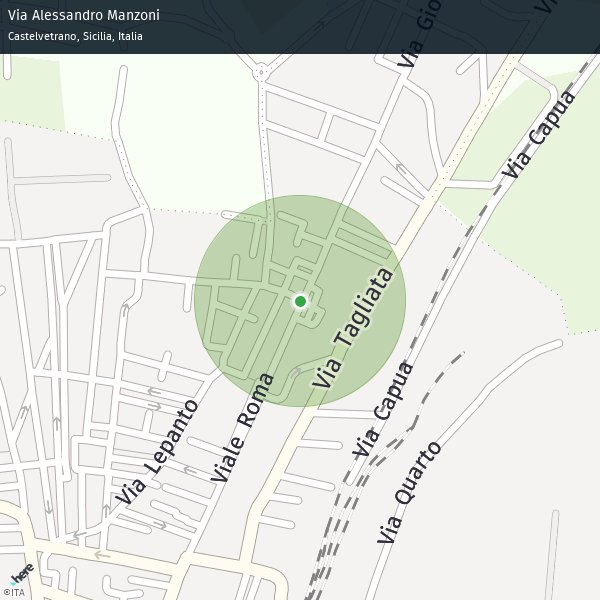 Via Alessandro Manzoni
Castelvetrano, Sicilia, Italia
Via Gio
Via Capua
Via Tagliata
Via Capua
Viale Roma
Via Lepanto
Via Quarto
here
©ITA